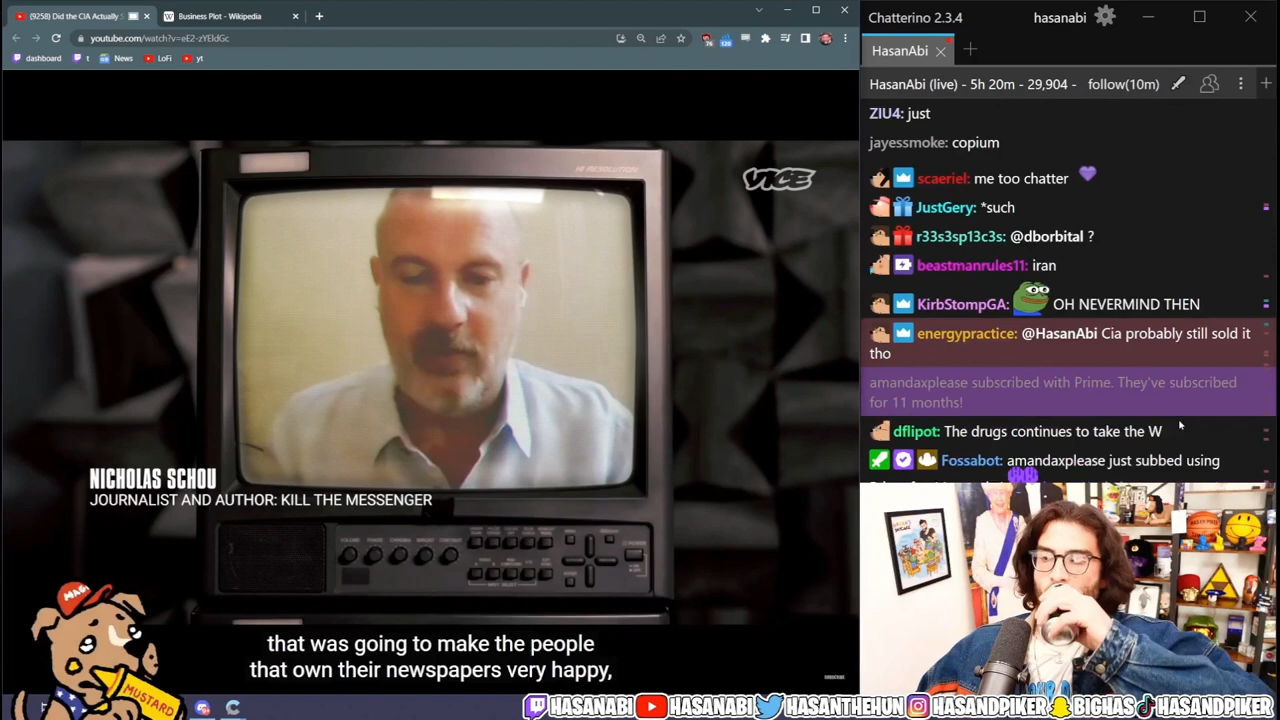 (9258) Did the CIA Actually S
Business Plot - Wikipedia
youtube.com/watch?v=eE2-zYEldGc
76
120
dashboard
t
News
LoFi
yt
HI RESOLUTION
VICE
NICHOLAS SCHOU
JOURNALIST AND AUTHOR: KILL THE MESSENGER
that was going to make the people
that own their newspapers very happy,
SUBSCRIBE
MUSTARD
Chatterino 2.3.4
hasanabi
HasanAbi
HasanAbi (live) - 5h 20m - 29,904 -
follow(10m)
ZIU4: just
jayessmoke: copium
scaeriel: me too chatter
JustGery: *such
r33s3sp13c3s: @dborbital ?
beastmanrules11: iran
KirbStompGA: OH NEVERMIND THEN
energypractice: @HasanAbi Cia probably still sold it
tho
amandaxplease subscribed with Prime. They've subscribed
for 11 months!
dflipot: The drugs continues to take the W
Fossabot: amandaxplease just subbed using
HASANABI
HASANABI
HASANTHEHUN
HASANDPIKER
BIGHAS
HASANDPIKER